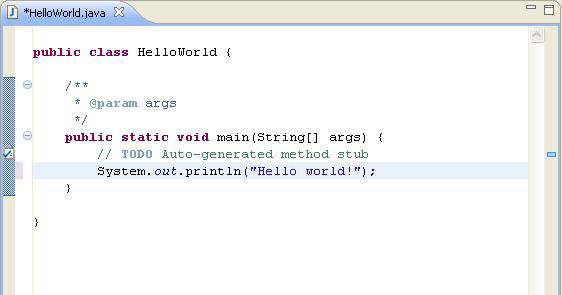 *HelloWorld.java
public class HelloWorld {
/**
* @param args
*/
public static void main(String[] args) {
// TODO Auto-generated method stub
System.out.println("Hello world!");
}
}